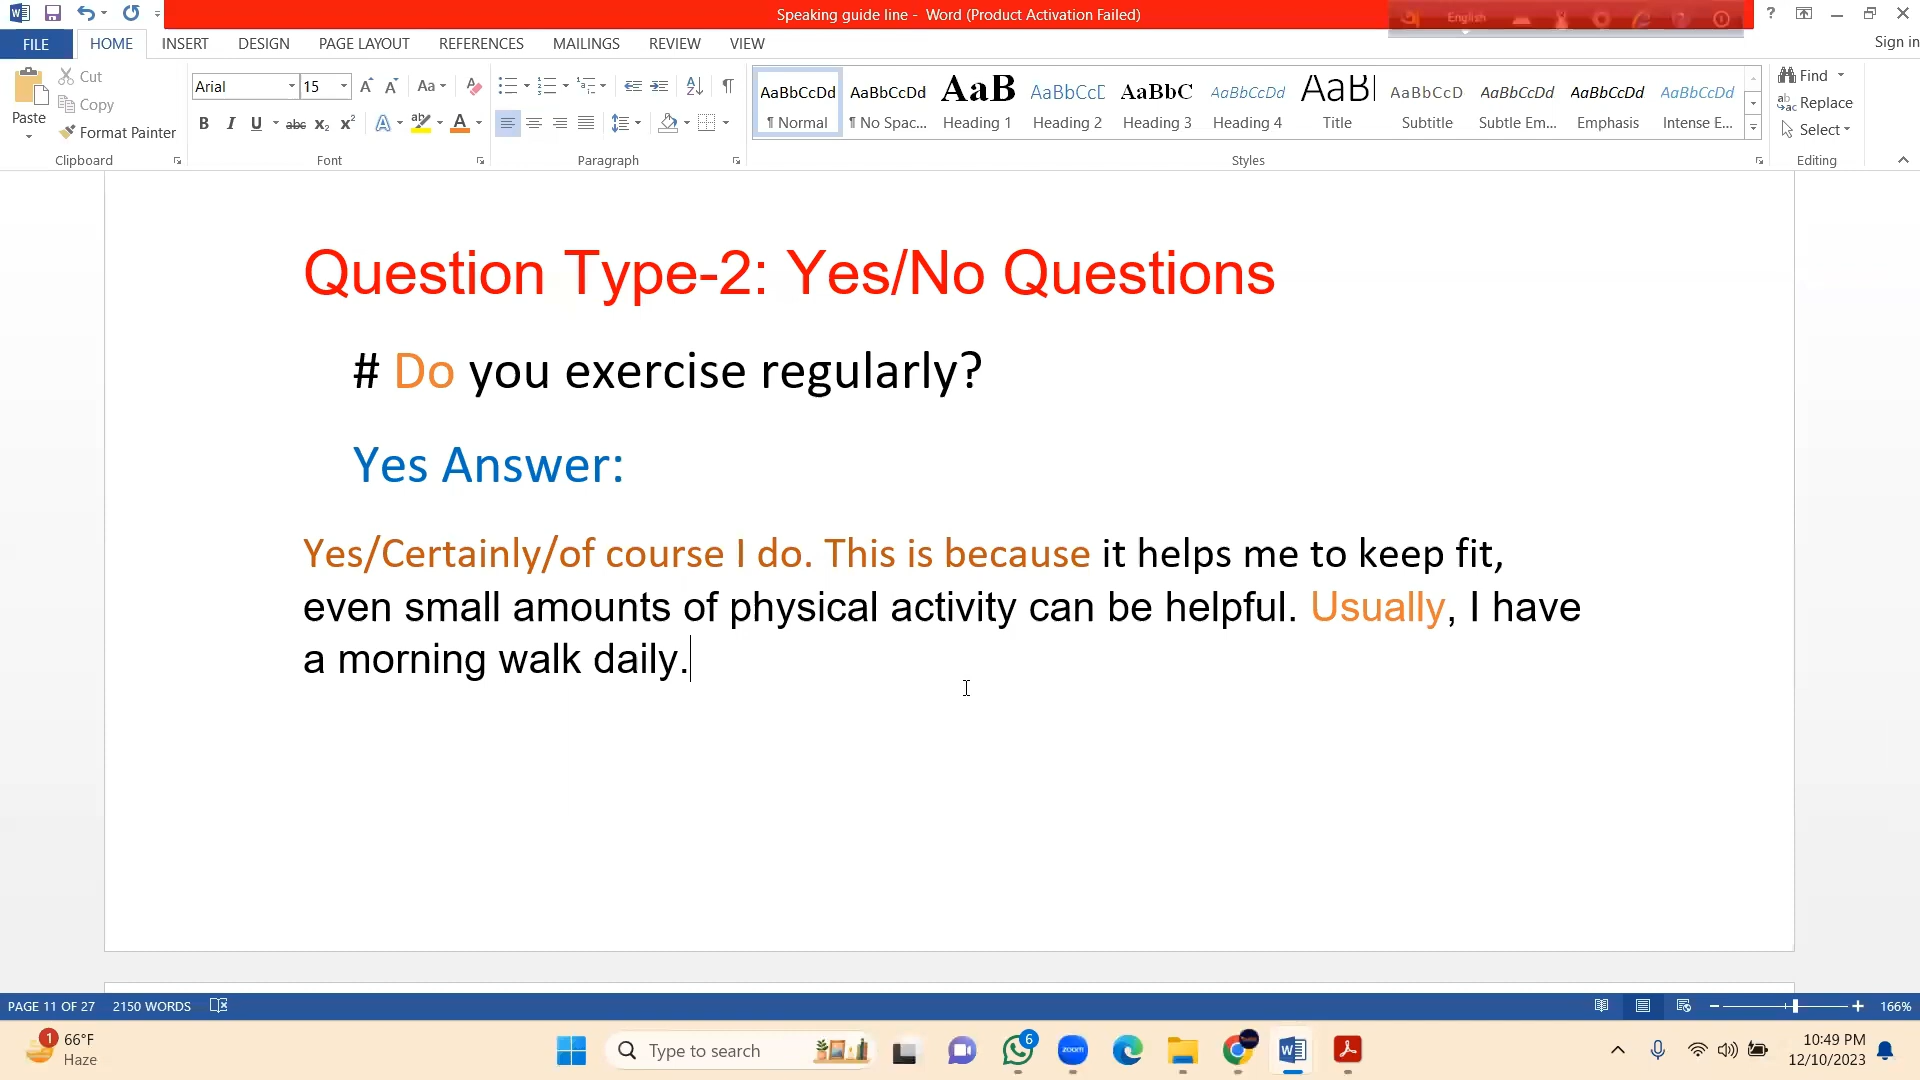 Speaking guide line - Word (Product Activation Failed)
English
Sign in
FILE HOME INSERT DESIGN PAGE LAYOUT REFERENCES MAILINGS REVIEW VIEW
Paste
Cut
Copy
Format Painter
Clipboard
Arial 15
Font
Paragraph
AaBbCcDd AaBbCcDd AaB AaBbCcD AaBbC AaBbCcDd AaB AaBbCcD AaBbCcDd AaBbCcDd AaBbCcDd
¶ Normal ¶ No Spac... Heading 1 Heading 2 Heading 3 Heading 4 Title Subtitle Subtle Em... Emphasis Intense E...
Styles
Find
Replace
Select
Editing
Question Type-2: Yes/No Questions
# Do you exercise regularly?
Yes Answer:
Yes/Certainly/of course I do. This is because it helps me to keep fit,
even small amounts of physical activity can be helpful. Usually, I have
a morning walk daily.
PAGE 11 OF 27 2150 WORDS 166%
1 66°F
Haze
Type to search
6
zoom
10:49 PM
12/10/2023